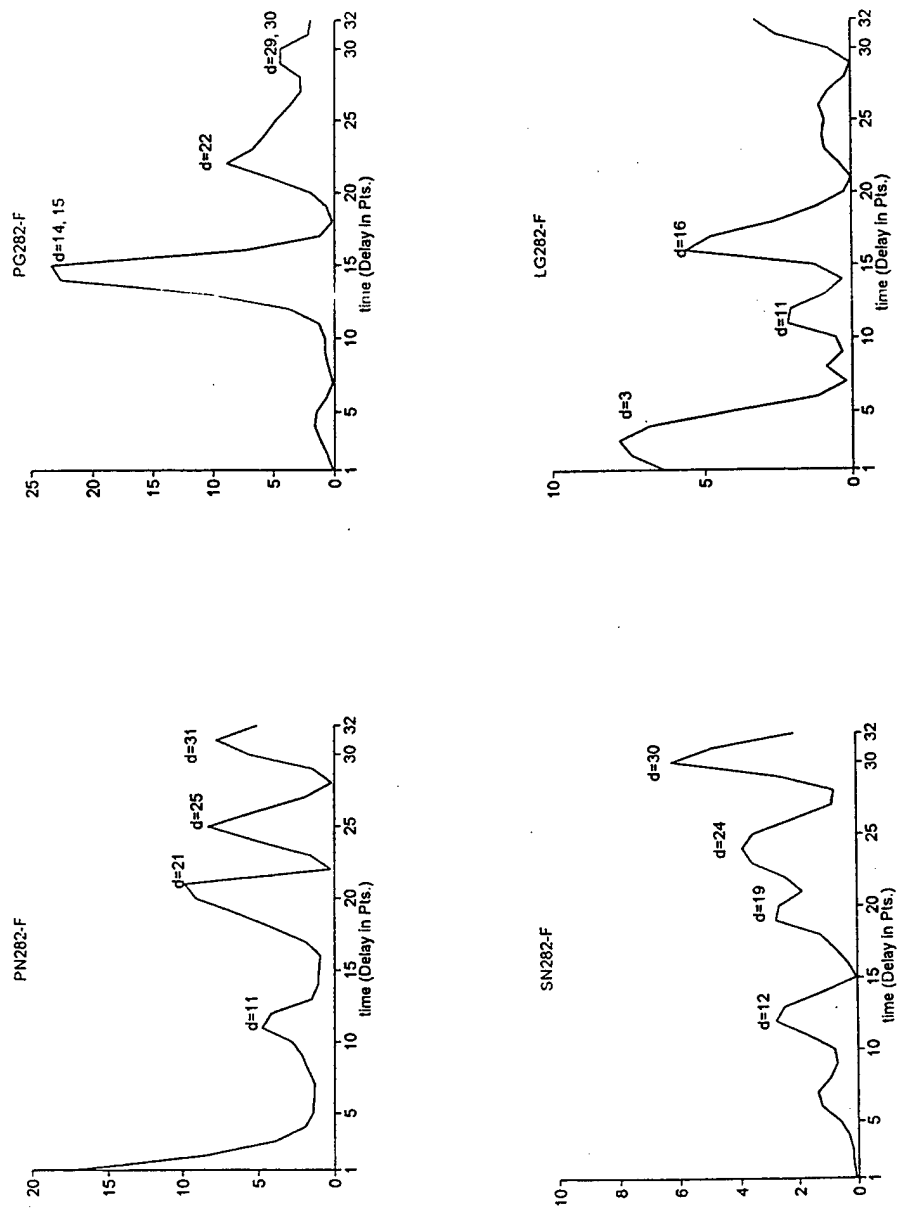 PN282-F
20
15
10
5
0
d=11
d=21
d=25
d=31
1
5
10
15
20
25
30
32
time (Delay in Pts.)
PG282-F
25
20
15
10
5
0
d=14, 15
d=22
d=29, 30
1
5
10
15
20
25
30
32
time (Delay in Pts.)
SN282-F
10
8
6
4
2
0
d=12
d=19
d=24
d=30
1
5
10
15
20
25
30
32
time (Delay in Pts.)
LG282-F
10
5
0
d=3
d=11
d=16
1
5
10
15
20
25
30
32
time (Delay in Pts.)